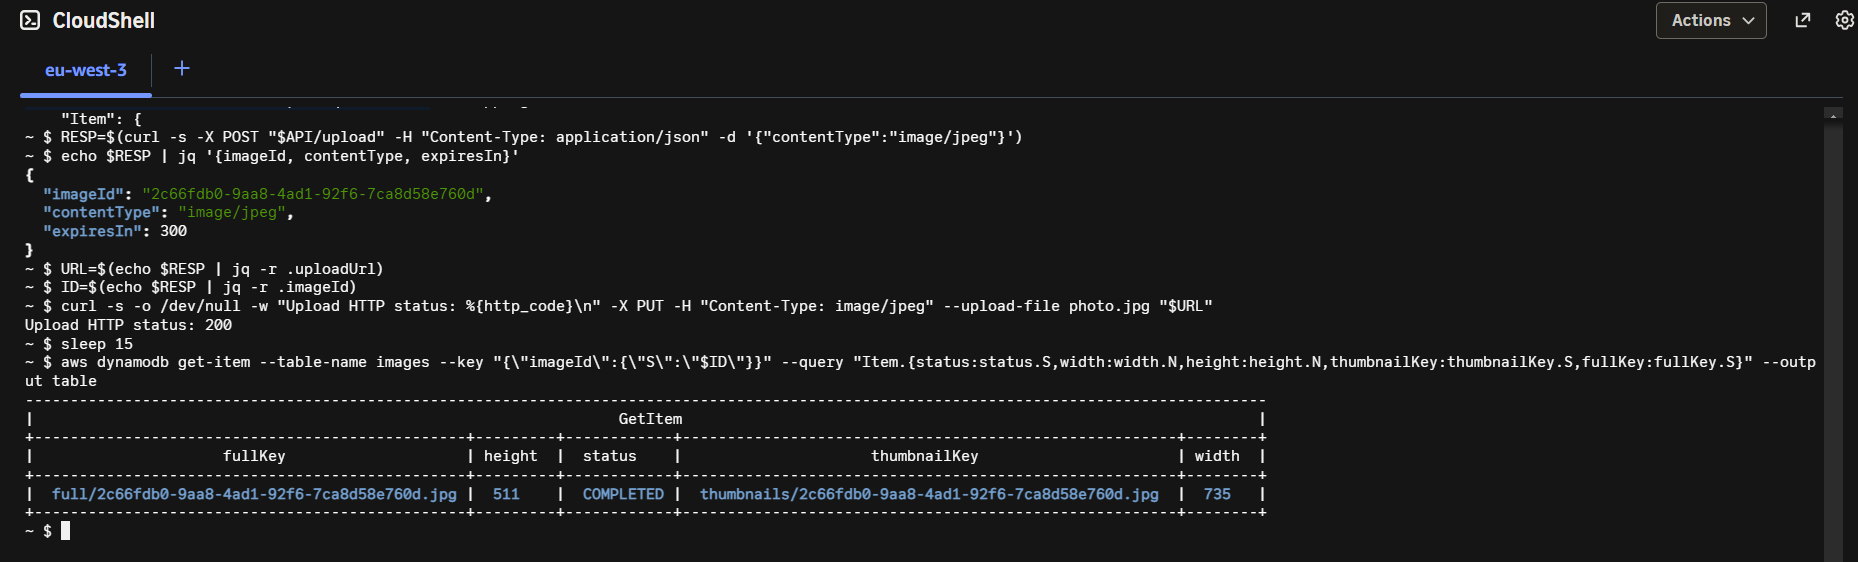 CloudShell
Actions
eu-west-3
+
"Item": {
~ $ RESP=$(curl -s -X POST "$API/upload" -H "Content-Type: application/json" -d '{"contentType":"image/jpeg"}')
~ $ echo $RESP | jq '{imageId, contentType, expiresIn}'
{
  "imageId": "2c66fdb0-9aa8-4ad1-92f6-7ca8d58e760d",
  "contentType": "image/jpeg",
  "expiresIn": 300
}
~ $ URL=$(echo $RESP | jq -r .uploadUrl)
~ $ ID=$(echo $RESP | jq -r .imageId)
~ $ curl -s -o /dev/null -w "Upload HTTP status: %{http_code}\n" -X PUT -H "Content-Type: image/jpeg" --upload-file photo.jpg "$URL"
Upload HTTP status: 200
~ $ sleep 15
~ $ aws dynamodb get-item --table-name images --key "{\"imageId\":{\"S\":\"$ID\"}}" --query "Item.{status:status.S,width:width.N,height:height.N,thumbnailKey:thumbnailKey.S,fullKey:fullKey.S}" --outp
ut table
| GetItem |
| fullKey | height | status | thumbnailKey | width |
| full/2c66fdb0-9aa8-4ad1-92f6-7ca8d58e760d.jpg | 511 | COMPLETED | thumbnails/2c66fdb0-9aa8-4ad1-92f6-7ca8d58e760d.jpg | 735 |
~ $